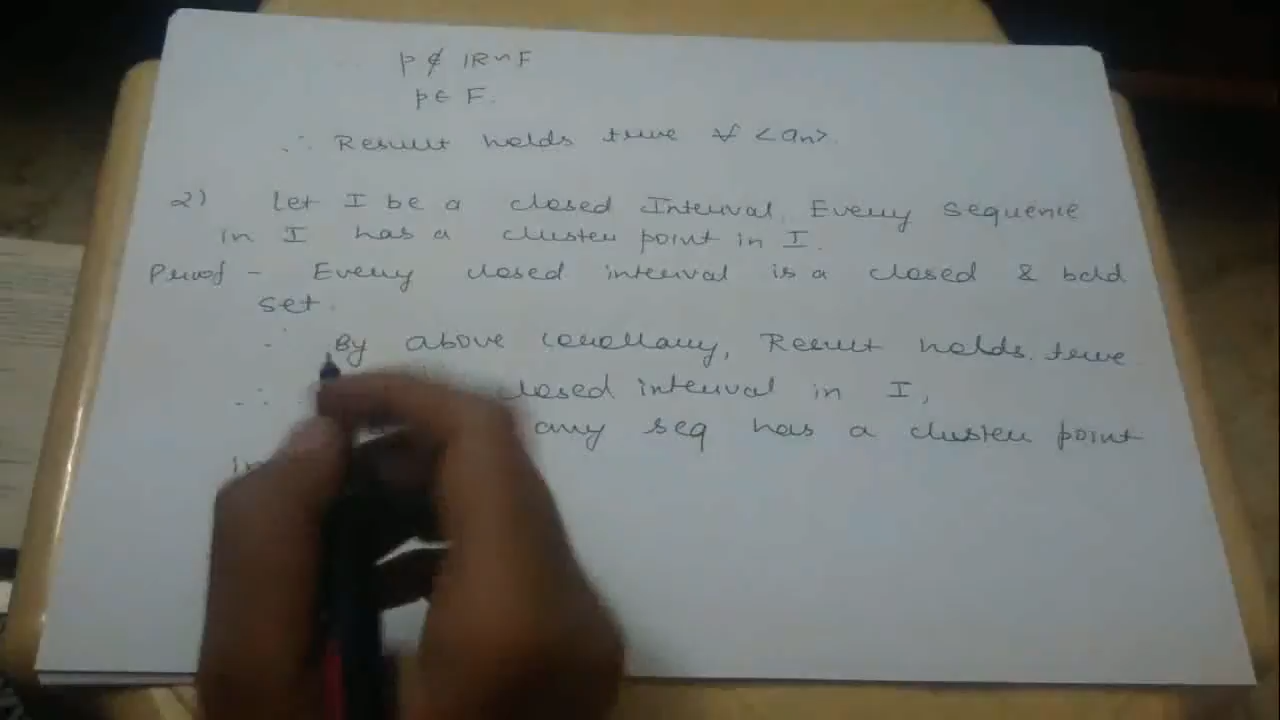 p ∉ IR ~ F
p ∈ F.
∴ Result holds true ∀ <an>.
2) Let I be a closed Interval. Every sequence
in I has a cluster point in I.
Proof - Every closed interval is a closed & bdd
set.
∴ By above corollary, Result holds true
∴ closed interval in I,
any seq has a cluster point
in